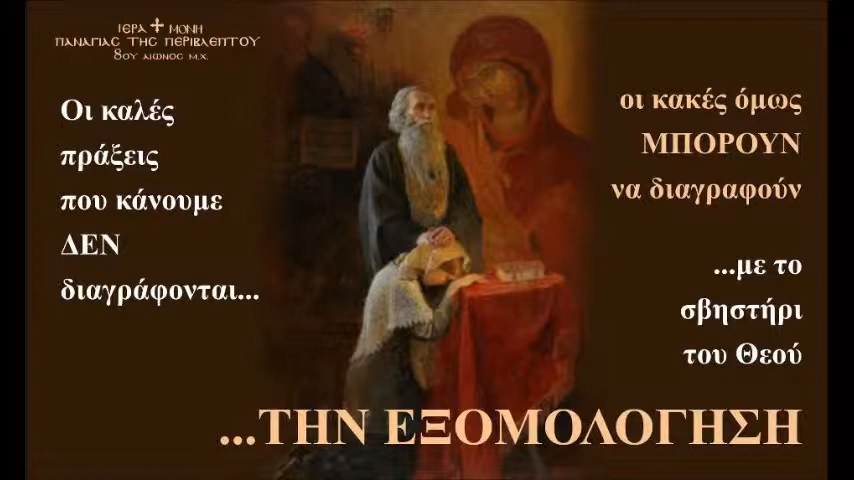 ΙΕΡΑ ΜΟΝΗ
ΠΑΝΑΓΙΑΣ ΤΗΣ ΠΕΡΙΒΛΕΠΤΟΥ
8ΟΥ ΑΙΩΝΟΣ Μ.Χ.
Οι καλές
πράξεις
που κάνουμε
ΔΕΝ
διαγράφονται...
οι κακές όμως
ΜΠΟΡΟΥΝ
να διαγραφούν
...με το
σβηστήρι
του Θεού
...ΤΗΝ ΕΞΟΜΟΛΟΓΗΣΗ